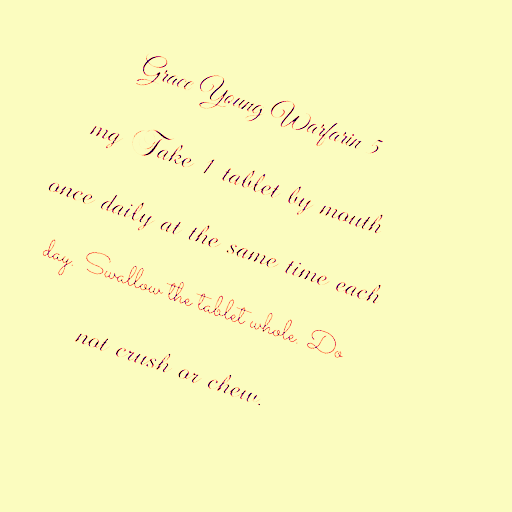 Grace Young Warfarin 5
mg Take 1 tablet by mouth
once daily at the same time each
day. Swallow the tablet whole. Do
not crush or chew.